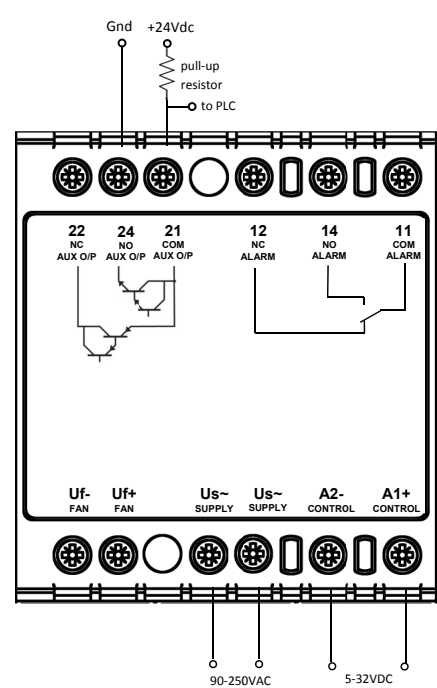 Gnd +24Vdc
pull-up
resistor
to PLC
22 24 21 12 14 11
NC NO COM NC NO COM
AUX O/P AUX O/P AUX O/P ALARM ALARM ALARM
Uf- Uf+ Us~ Us~ A2- A1+
FAN FAN SUPPLY SUPPLY CONTROL CONTROL
90-250VAC 5-32VDC